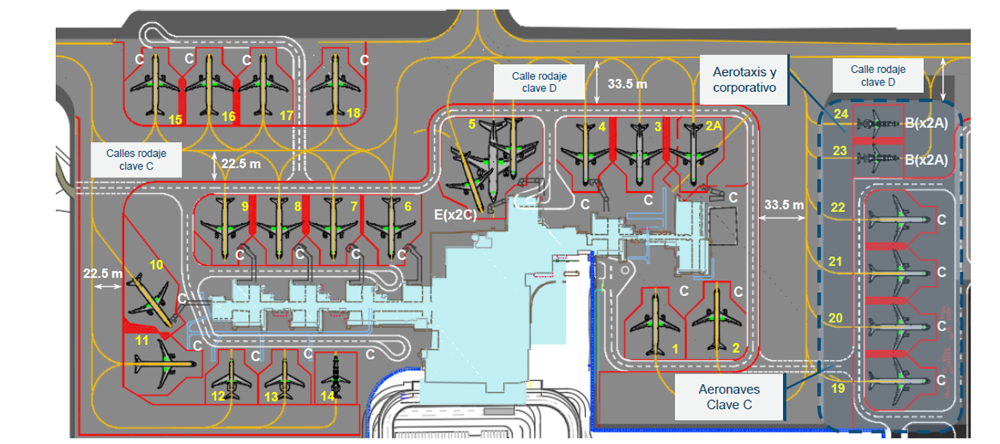 Calle rodaje
clave D
33.5 m
Aerotaxis y
corporativo
Calle rodaje
clave D
C
C
C
C
15
16
17
18
24
B(x2A)
23
B(x2A)
5
4
3
2A
Calles rodaje
clave C
22.5 m
E(x2C)
C
C
C
33.5 m
9
8
7
6
C
C
C
C
22
C
21
C
20
C
19
C
22.5 m
10
C
11
C
C
C
C
12
13
14
C
C
1
2
Aeronaves
Clave C